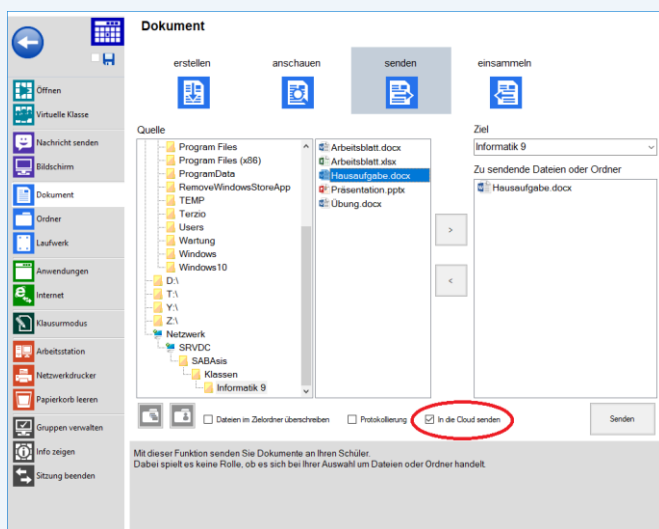 Dokument
erstellen
anschauen
senden
einsammeln
Öffnen
Virtuelle Klasse
Nachricht senden
Bildschirm
Dokument
Ordner
Laufwerk
Anwendungen
Internet
Klausurmodus
Arbeitsstation
Netzwerkdrucker
Papierkorb leeren
Gruppen verwalten
Info zeigen
Sitzung beenden
Quelle
Program Files
Program Files (x86)
ProgramData
RemoveWindowsStoreApp
TEMP
Terzio
Users
Wartung
Windows
Windows10
D:\
T:\
Y:\
Z:\
Netzwerk
SRVDC
SABAsis
Klassen
Informatik 9
Arbeitsblatt.docx
Arbeitsblatt.xlsx
Hausaufgabe.docx
Präsentation.pptx
Übung.docx
>
<
Ziel
Informatik 9
Zu sendende Dateien oder Ordner
Hausaufgabe.docx
Dateien im Zielordner überschreiben
Protokollierung
In die Cloud senden
Senden
Mit dieser Funktion senden Sie Dokumente an Ihren Schüler.
Dabei spielt es keine Rolle, ob es sich bei Ihrer Auswahl um Dateien oder Ordner handelt.